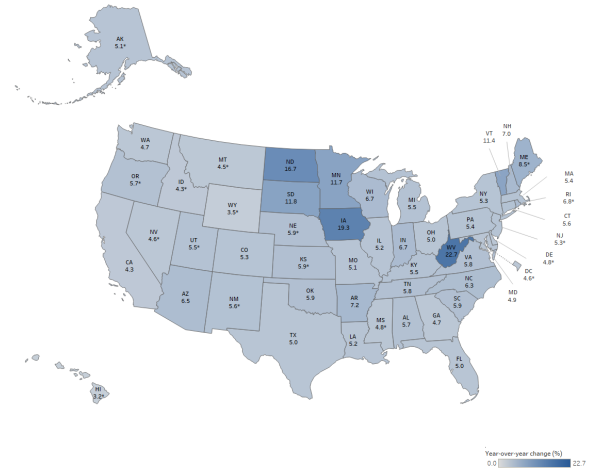 AK
5.1*
NH
7.0
VT
11.4
WA
4.7
ME
8.5*
MT
4.5*
ND
16.7
OR
5.7*
ID
4.3*
MN
11.7
MA
5.4
WI
6.7
SD
11.8
NY
5.3
RI
6.8*
WY
3.5*
MI
5.5
CT
5.6
IA
19.3
PA
5.4
NE
5.9*
NV
4.6*
NJ
5.3*
OH
5.0
IL
5.2
IN
6.7
UT
5.5*
CO
5.3
WV
22.7
DE
4.8*
VA
5.8
CA
4.3
KS
5.9*
MO
5.1
KY
5.5
DC
4.6*
NC
6.3
TN
5.8
MD
4.9
AZ
6.5
NM
5.6*
OK
5.9
AR
7.2
SC
5.9
MS
4.8*
AL
5.7
GA
4.7
TX
5.0
LA
5.2
FL
5.0
HI
3.2*
Year-over-year change (%)
0.0 22.7